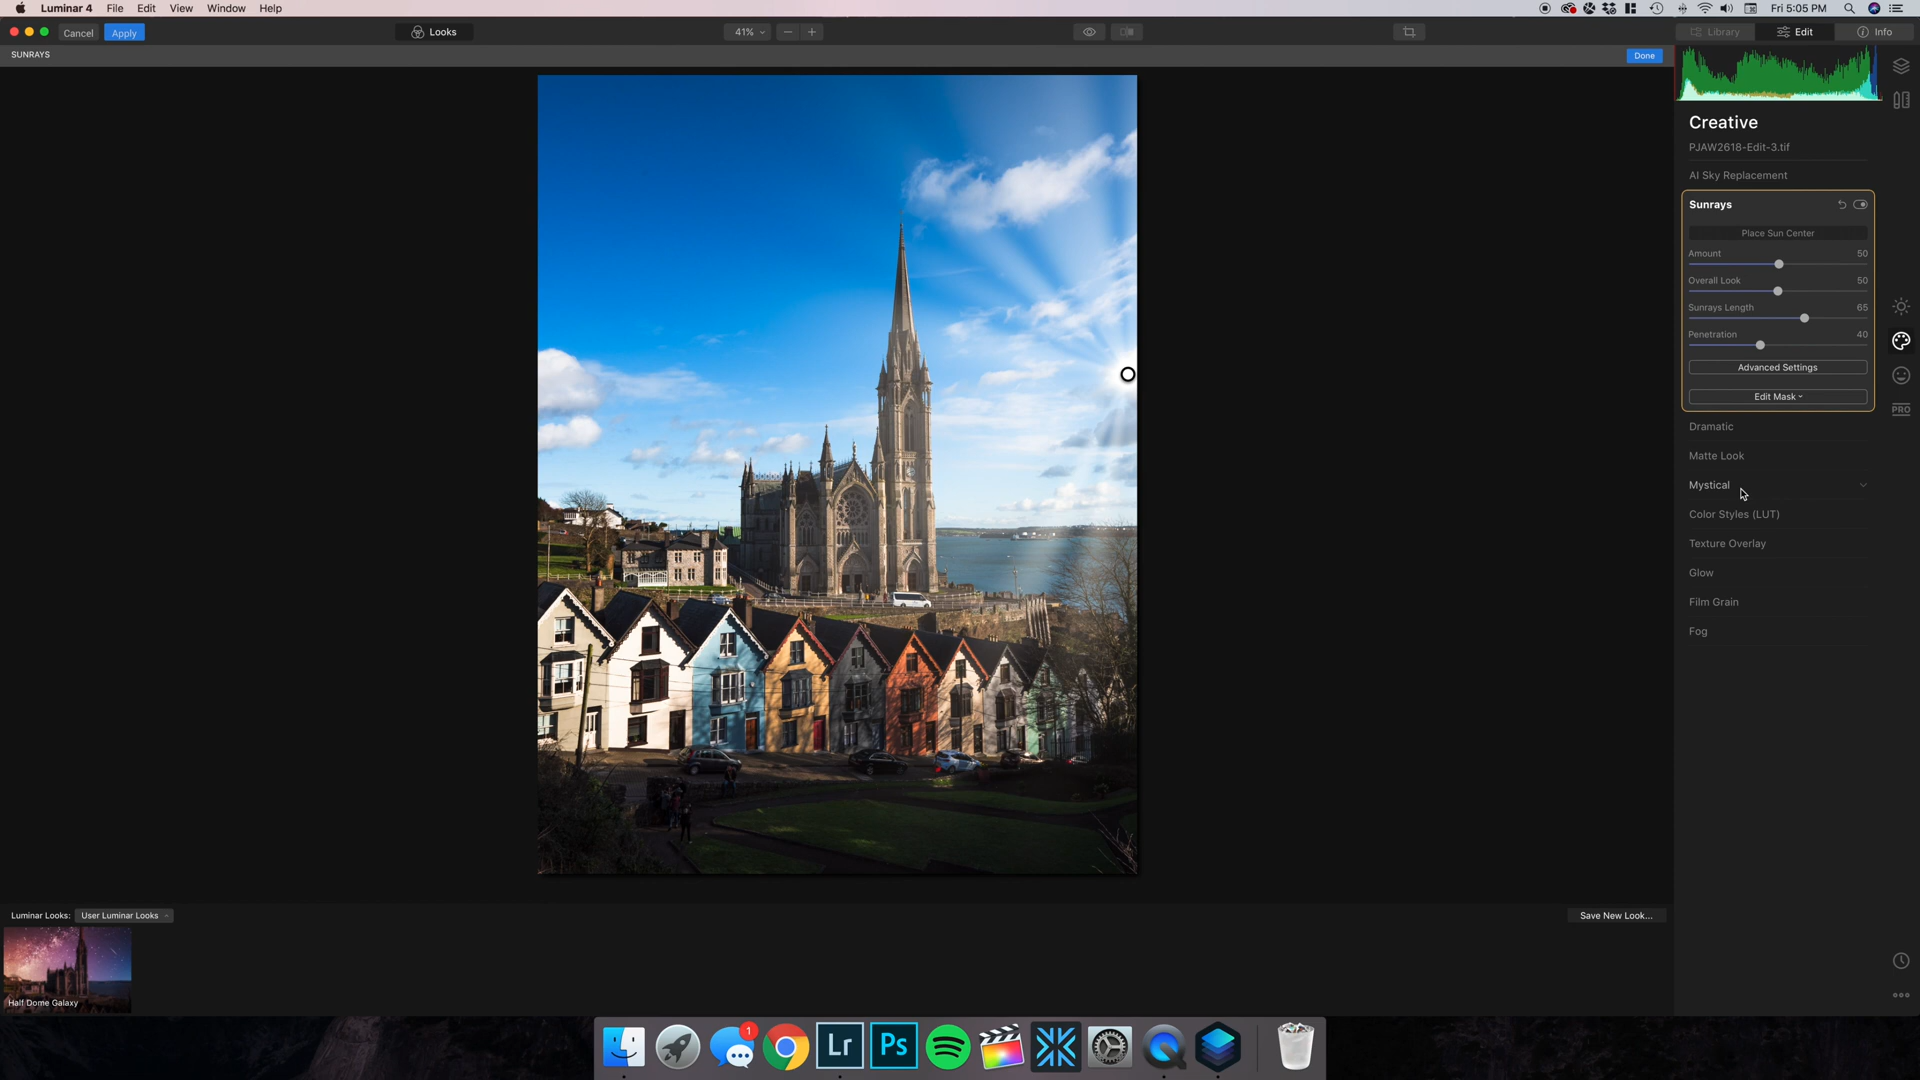 Luminar 4 File Edit View Window Help Fri 5:05 PM
Cancel Apply Looks 41% Library Edit Info
SUNRAYS Done
Creative
PJAW2618-Edit-3.tif
AI Sky Replacement
Sunrays
Place Sun Center
Amount 50
Overall Look 50
Sunrays Length 65
Penetration 40
Advanced Settings
Edit Mask
PRO
Dramatic
Matte Look
Mystical
Color Styles (LUT)
Texture Overlay
Glow
Film Grain
Fog
Luminar Looks: User Luminar Looks Save New Look...
Half Dome Galaxy
1
Lr Ps